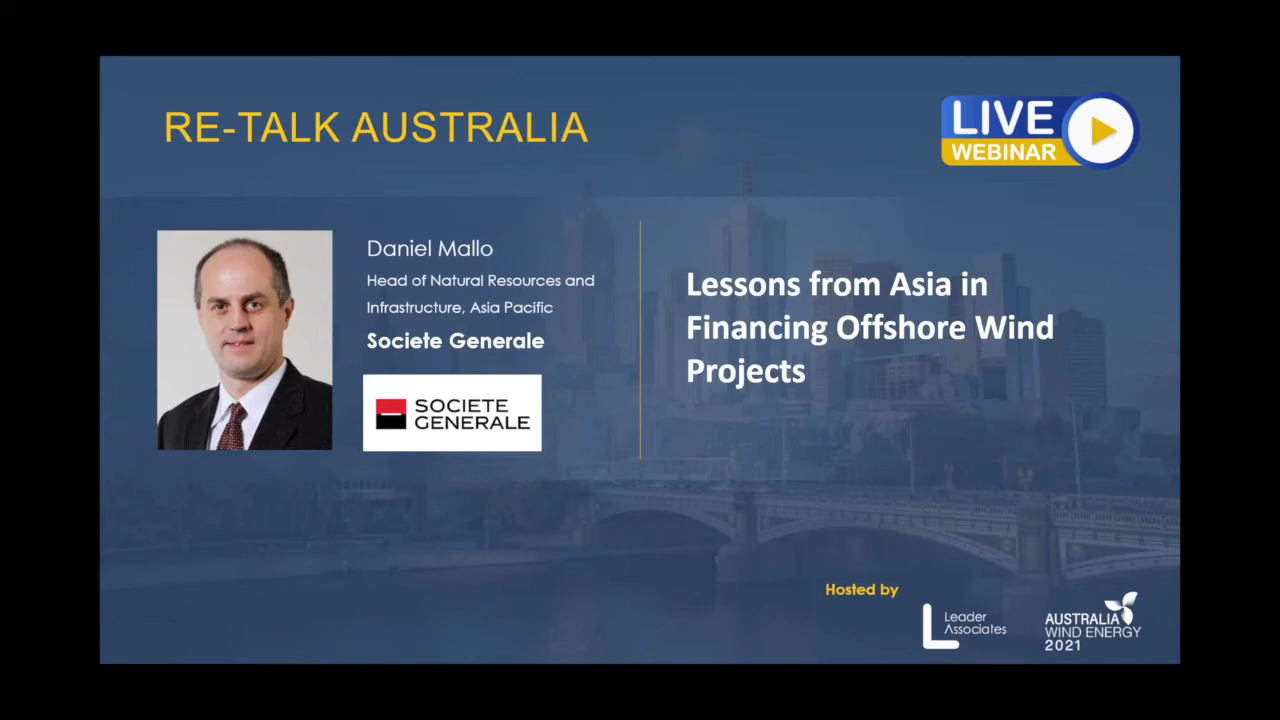 RE-TALK AUSTRALIA
LIVE
WEBINAR
Daniel Mallo
Head of Natural Resources and
Infrastructure, Asia Pacific
Societe Generale
SOCIETE
GENERALE
Lessons from Asia in
Financing Offshore Wind
Projects
Hosted by
Leader
Associates
AUSTRALIA
WIND ENERGY
2021